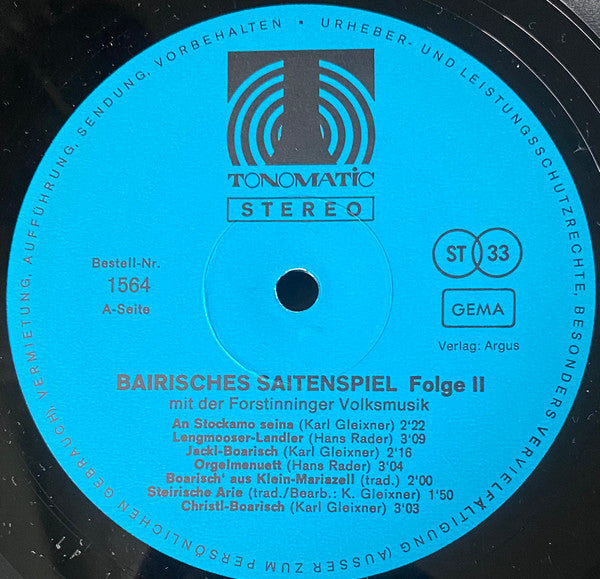 URHEBER- UND LEISTUNGSSCHUTZRECHTE, BESONDERS VERVIELFÄLTIGUNG (AUSSER ZUM PERSÖNLICHEN GEBRAUCH), VERMIETUNG, AUFFÜHRUNG, SENDUNG, VORBEHALTEN •
T
TONOMATIC
STEREO
Bestell-Nr.
1564
A-Seite
ST 33
GEMA
Verlag: Argus
BAIRISCHES SAITENSPIEL Folge II
mit der Forstinninger Volksmusik
An Stockamo seina (Karl Gleixner) 2'22
Lengmooser-Landler (Hans Rader) 3'09
Jackl-Boarisch (Karl Gleixner) 2'16
Orgelmenuett (Hans Rader) 3'04
Boarisch' aus Klein-Mariazell (trad.) 2'00
Steirische Arie (trad./Bearb.: K. Gleixner) 1'50
Christl-Boarisch (Karl Gleixner) 3'03